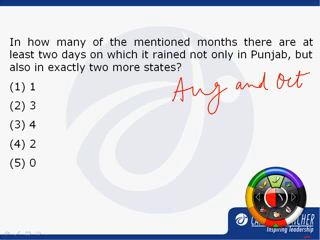 In how many of the mentioned months there are at
least two days on which it rained not only in Punjab, but
also in exactly two more states?
Aug and Oct
(1) 1
(2) 3
(3) 4
(4) 2
(5) 0
Inspiring leadership